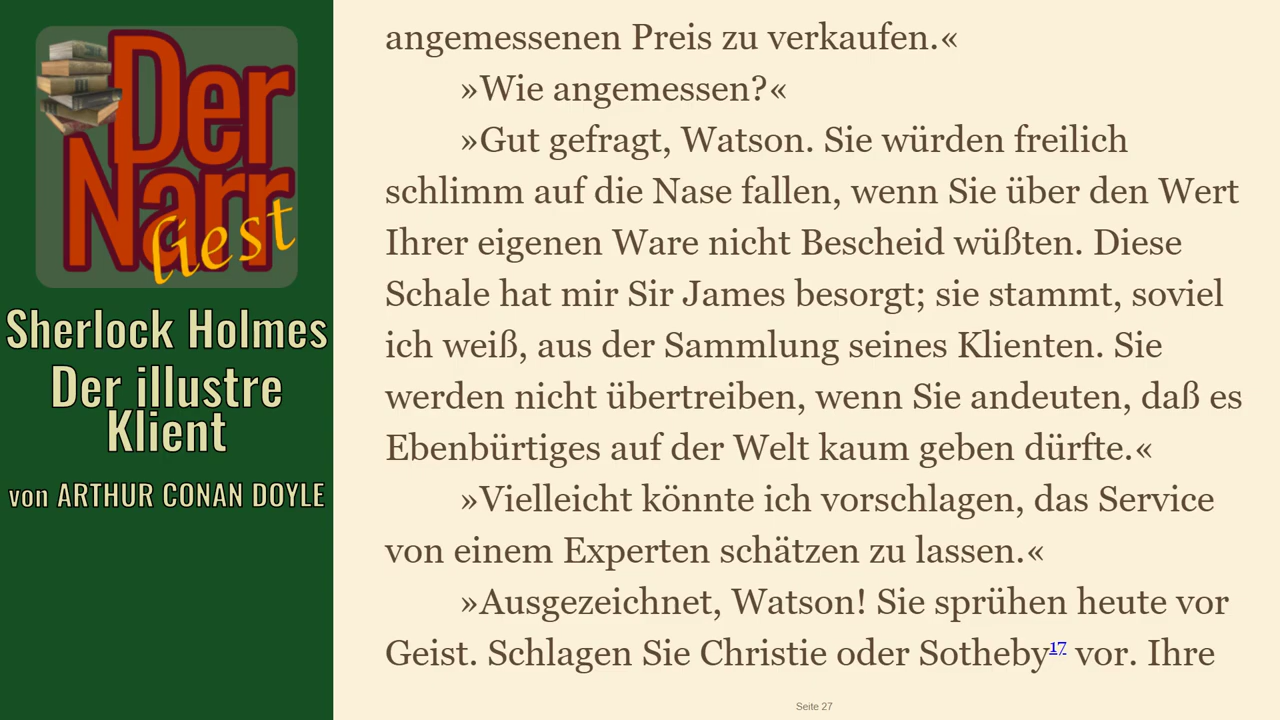 Der
Narr
liest
Sherlock Holmes
Der illustre
Klient
von ARTHUR CONAN DOYLE
angemessenen Preis zu verkaufen.«
»Wie angemessen?«
»Gut gefragt, Watson. Sie würden freilich
schlimm auf die Nase fallen, wenn Sie über den Wert
Ihrer eigenen Ware nicht Bescheid wüßten. Diese
Schale hat mir Sir James besorgt; sie stammt, soviel
ich weiß, aus der Sammlung seines Klienten. Sie
werden nicht übertreiben, wenn Sie andeuten, daß es
Ebenbürtiges auf der Welt kaum geben dürfte.«
»Vielleicht könnte ich vorschlagen, das Service
von einem Experten schätzen zu lassen.«
»Ausgezeichnet, Watson! Sie sprühen heute vor
Geist. Schlagen Sie Christie oder Sotheby17 vor. Ihre
Seite 27